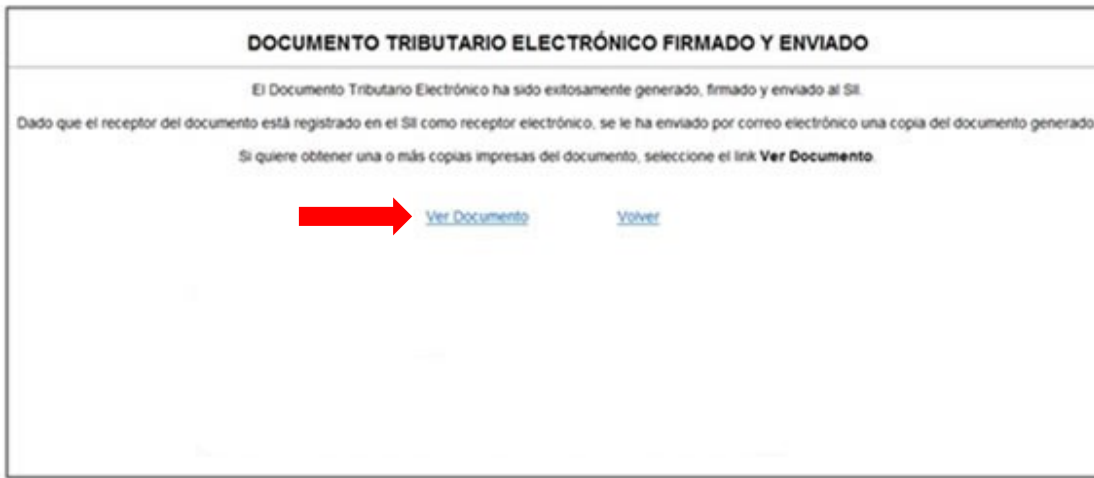 DOCUMENTO TRIBUTARIO ELECTRÓNICO FIRMADO Y ENVIADO
El Documento Tributario Electrónico ha sido exitosamente generado, firmado y enviado al SII.
Dado que el receptor del documento está registrado en el SII como receptor electrónico, se le ha enviado por correo electrónico una copia del documento generado
Si quiere obtener una o más copias impresas del documento, seleccione el link Ver Documento.
Ver Documento Volver